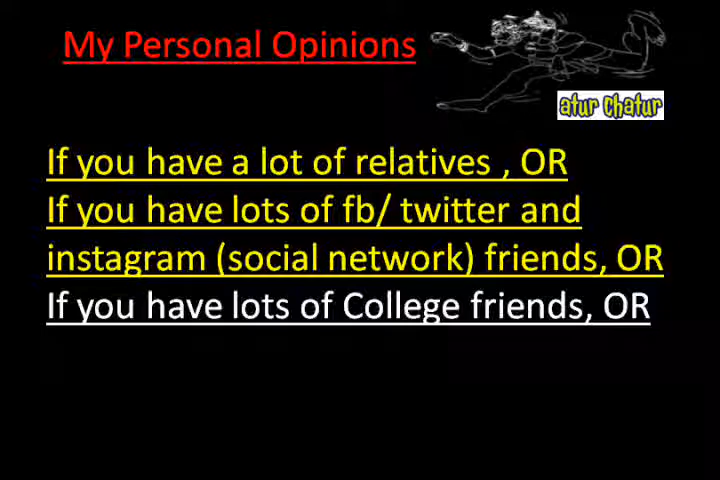 My Personal Opinions
atur chatur
If you have a lot of relatives , OR
If you have lots of fb/ twitter and
instagram (social network) friends, OR
If you have lots of College friends, OR